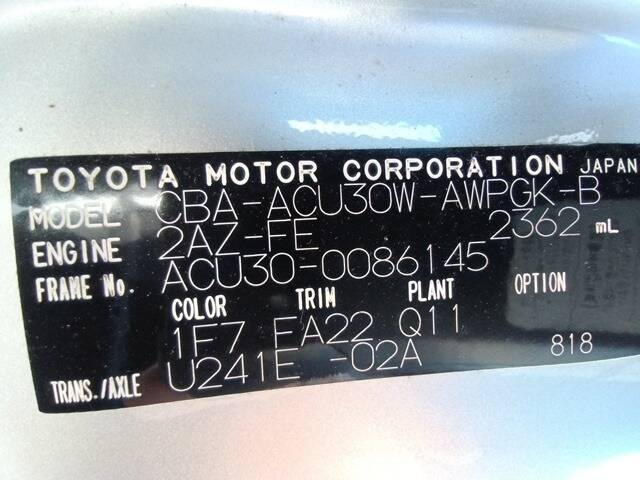 TOYOTA MOTOR CORPORATION JAPAN
MODEL CBA-ACU30W-AWPGK-B
ENGINE 2AZ-FE 2362 mL
FRAME No. ACU30-0086145
COLOR TRIM PLANT OPTION
1F7 FA22 Q11
TRANS./AXLE U241E -02A 818